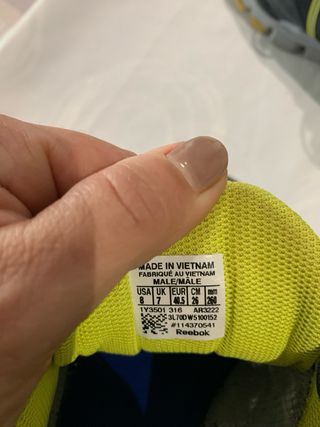 MADE IN VIETNAM
FABRIQUÉ AU VIETNAM
MALE/MÂLE
USA UK EUR CM mm
8 7 40.5 26 260
1Y3501 316 AR3222
3L70DW5100152
#114370541
Reebok